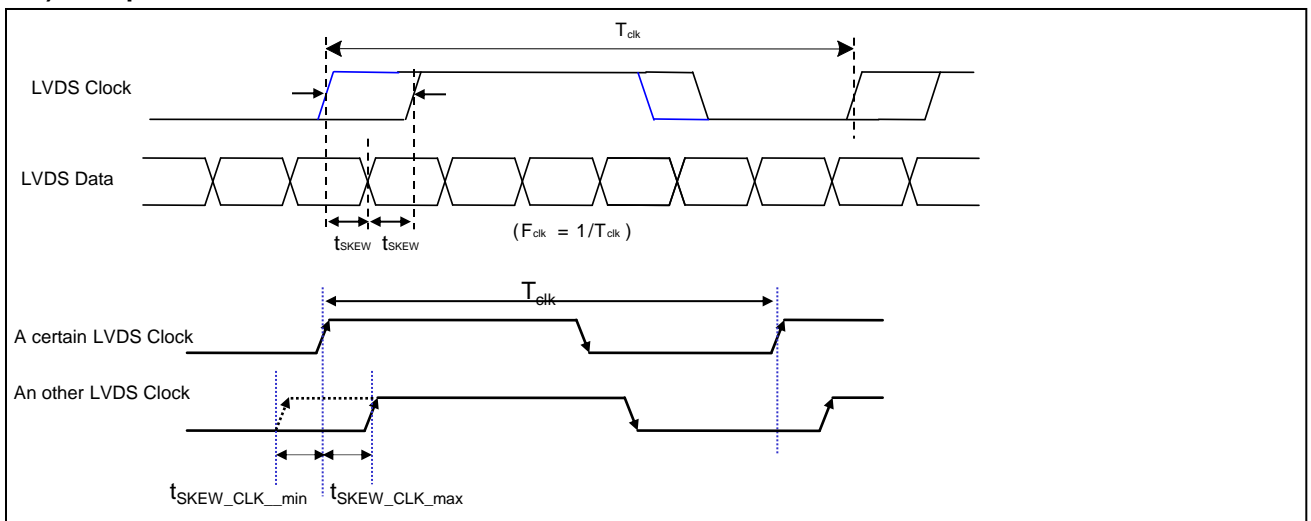 Tclk
LVDS Clock
LVDS Data
tSKEW tSKEW
(Fclk = 1/Tclk)
Tclk
A certain LVDS Clock
An other LVDS Clock
tSKEW_CLK__min tSKEW_CLK_max